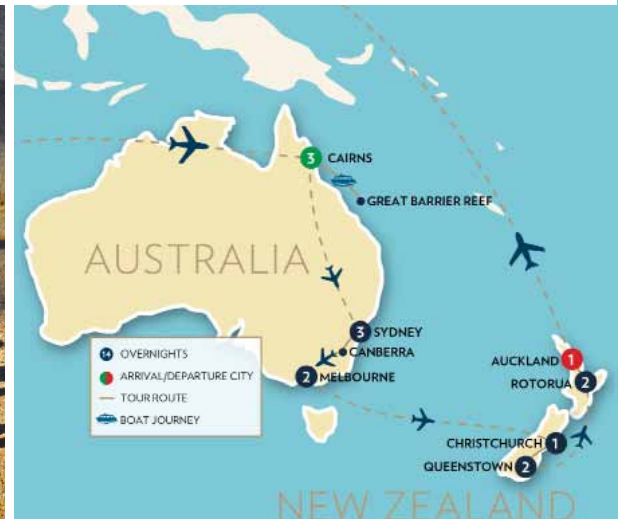 3 CAIRNS
GREAT BARRIER REEF
AUSTRALIA
3 SYDNEY
CANBERRA
2 MELBOURNE
14 OVERNIGHTS
ARRIVAL/DEPARTURE CITY
TOUR ROUTE
BOAT JOURNEY
AUCKLAND 1
ROTORUA 2
CHRISTCHURCH 1
QUEENSTOWN 2
NEW ZEALAND